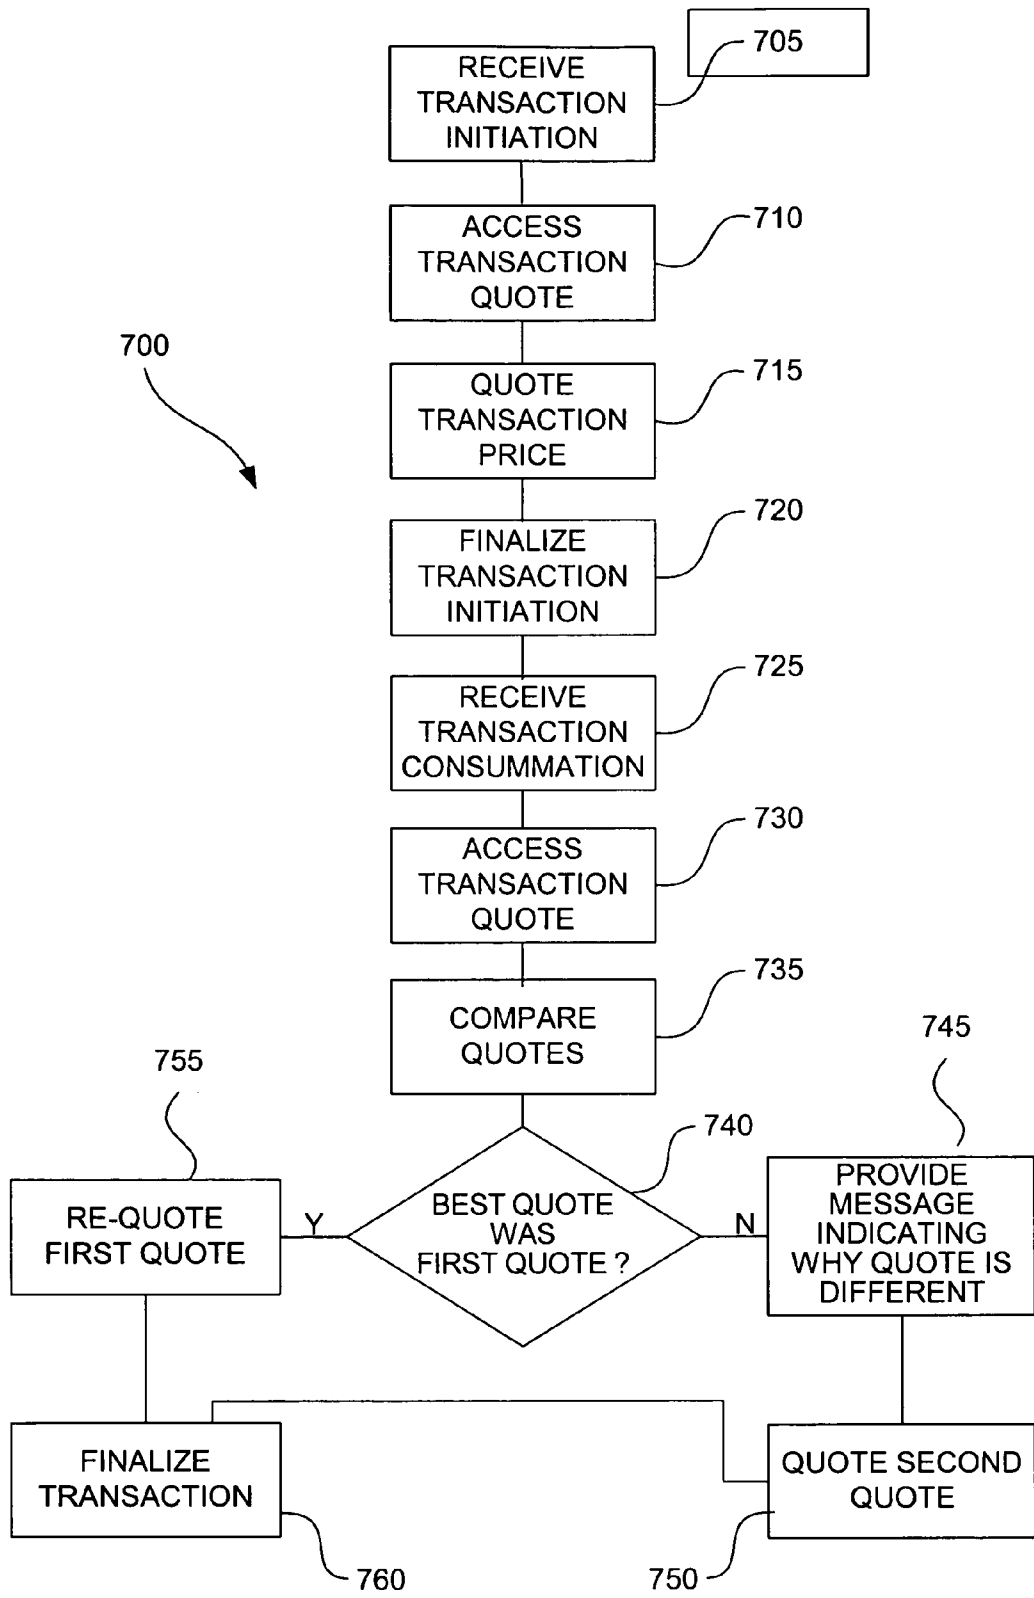 705
RECEIVE
TRANSACTION
INITIATION
710
ACCESS
TRANSACTION
QUOTE
700
715
QUOTE
TRANSACTION
PRICE
720
FINALIZE
TRANSACTION
INITIATION
725
RECEIVE
TRANSACTION
CONSUMMATION
730
ACCESS
TRANSACTION
QUOTE
735
COMPARE
QUOTES
755
745
740
RE-QUOTE
FIRST QUOTE
Y
BEST QUOTE
WAS
FIRST QUOTE ?
N
PROVIDE
MESSAGE
INDICATING
WHY QUOTE IS
DIFFERENT
FINALIZE
TRANSACTION
QUOTE SECOND
QUOTE
760
750